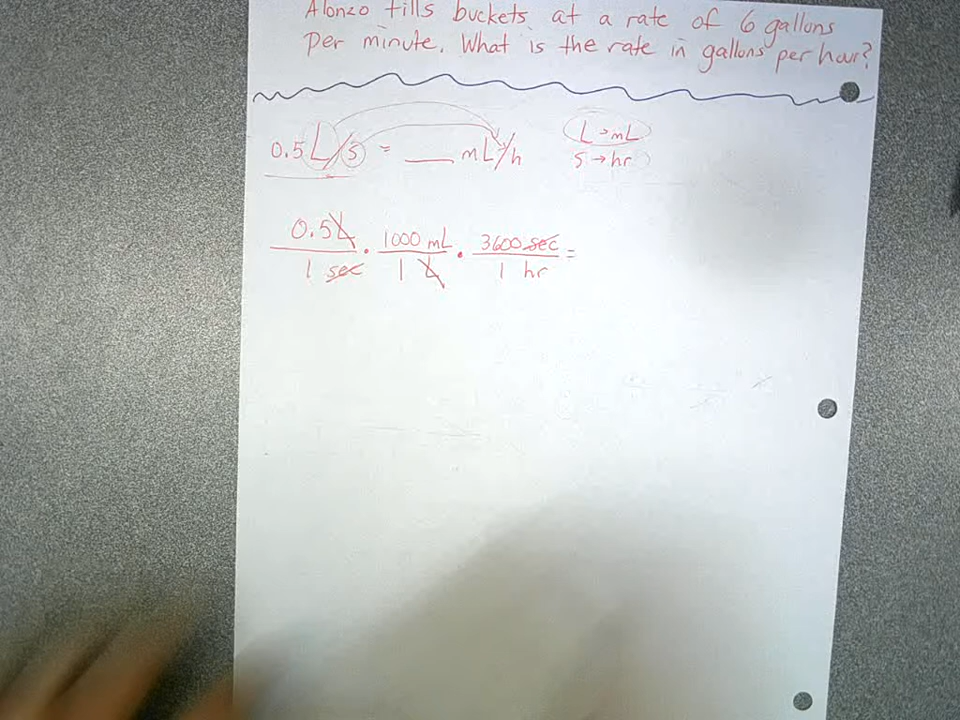 Alonzo fills buckets at a rate of 6 gallons
per minute. What is the rate in gallons per hour?
0.5 L/s = ___ mL/h
L → mL
s → hr
0.5 L / 1 sec · 1000 mL / 1 L · 3600 sec / 1 hr =